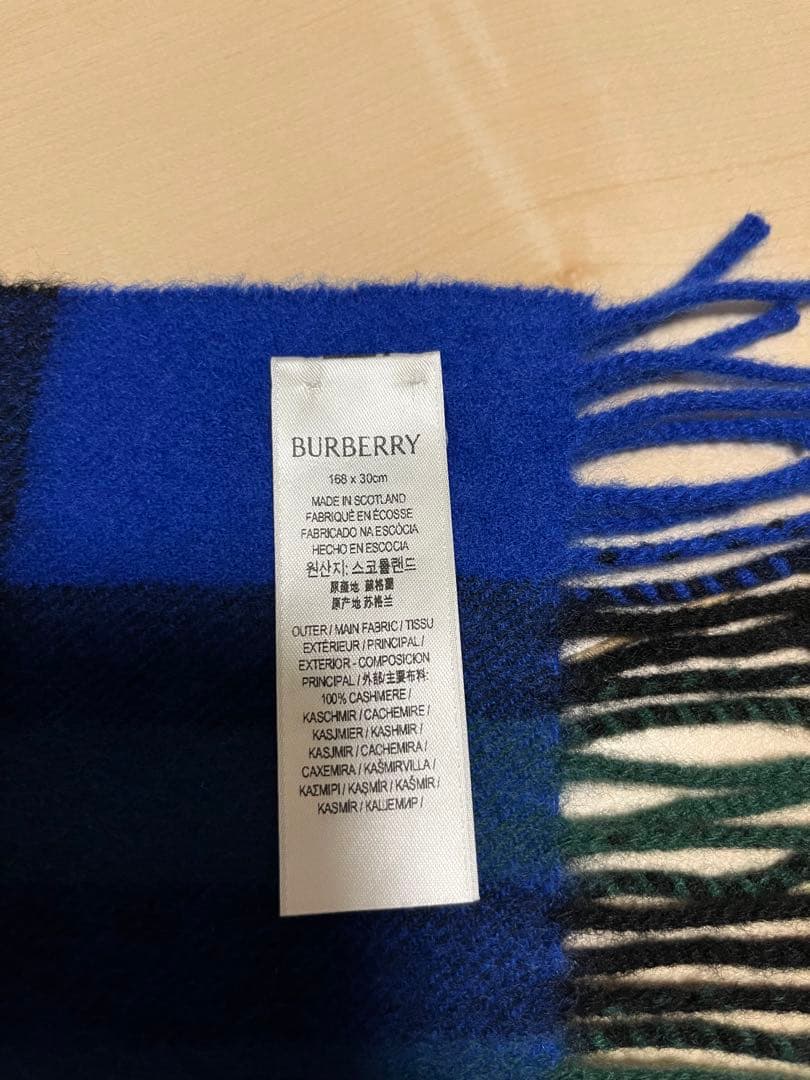 BURBERRY
168 x 30cm
MADE IN SCOTLAND
FABRIQUÉ EN ÉCOSSE
FABRICADO NA ESCÓCIA
HECHO EN ESCOCIA
원산지: 스코틀랜드
原產地 蘇格蘭
原产地 苏格兰
OUTER / MAIN FABRIC / TISSU
EXTÉRIEUR / PRINCIPAL /
EXTERIOR - COMPOSICION
PRINCIPAL / 外部/主要布料:
100% CASHMERE /
KASCHMIR / CACHEMIRE /
KASJMIER / KASHMIR /
KASJMIR / CACHEMIRA /
CAXEMIRA / KAŠMIRVILLA /
ΚΑΣΜΙΡΙ / KAŞMİR / KAŠMIR /
KASMÍR / КАШЕМИР /